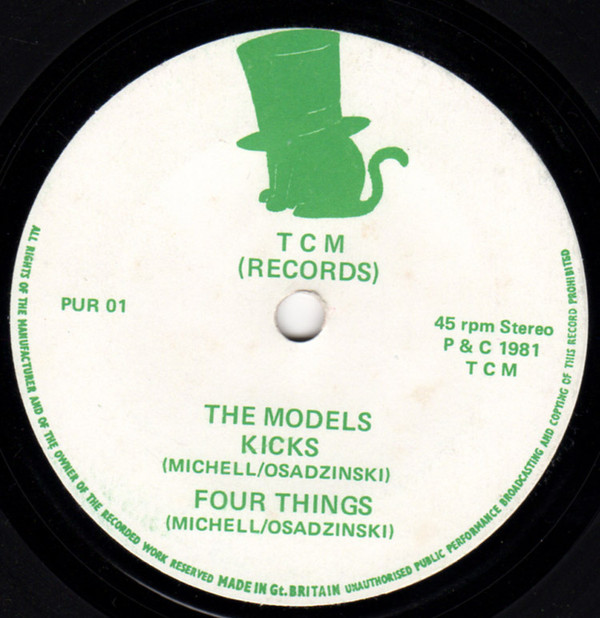 T C M
(RECORDS)
PUR 01
45 rpm Stereo
P & C 1981
T C M
THE MODELS
KICKS
(MICHELL/OSADZINSKI)
FOUR THINGS
(MICHELL/OSADZINSKI)
ALL RIGHTS OF THE MANUFACTURER AND OF THE OWNER OF THE RECORDED WORK RESERVED MADE IN Gt. BRITAIN UNAUTHORISED PUBLIC PERFORMANCE BROADCASTING AND COPYING OF THIS RECORD PROHIBITED